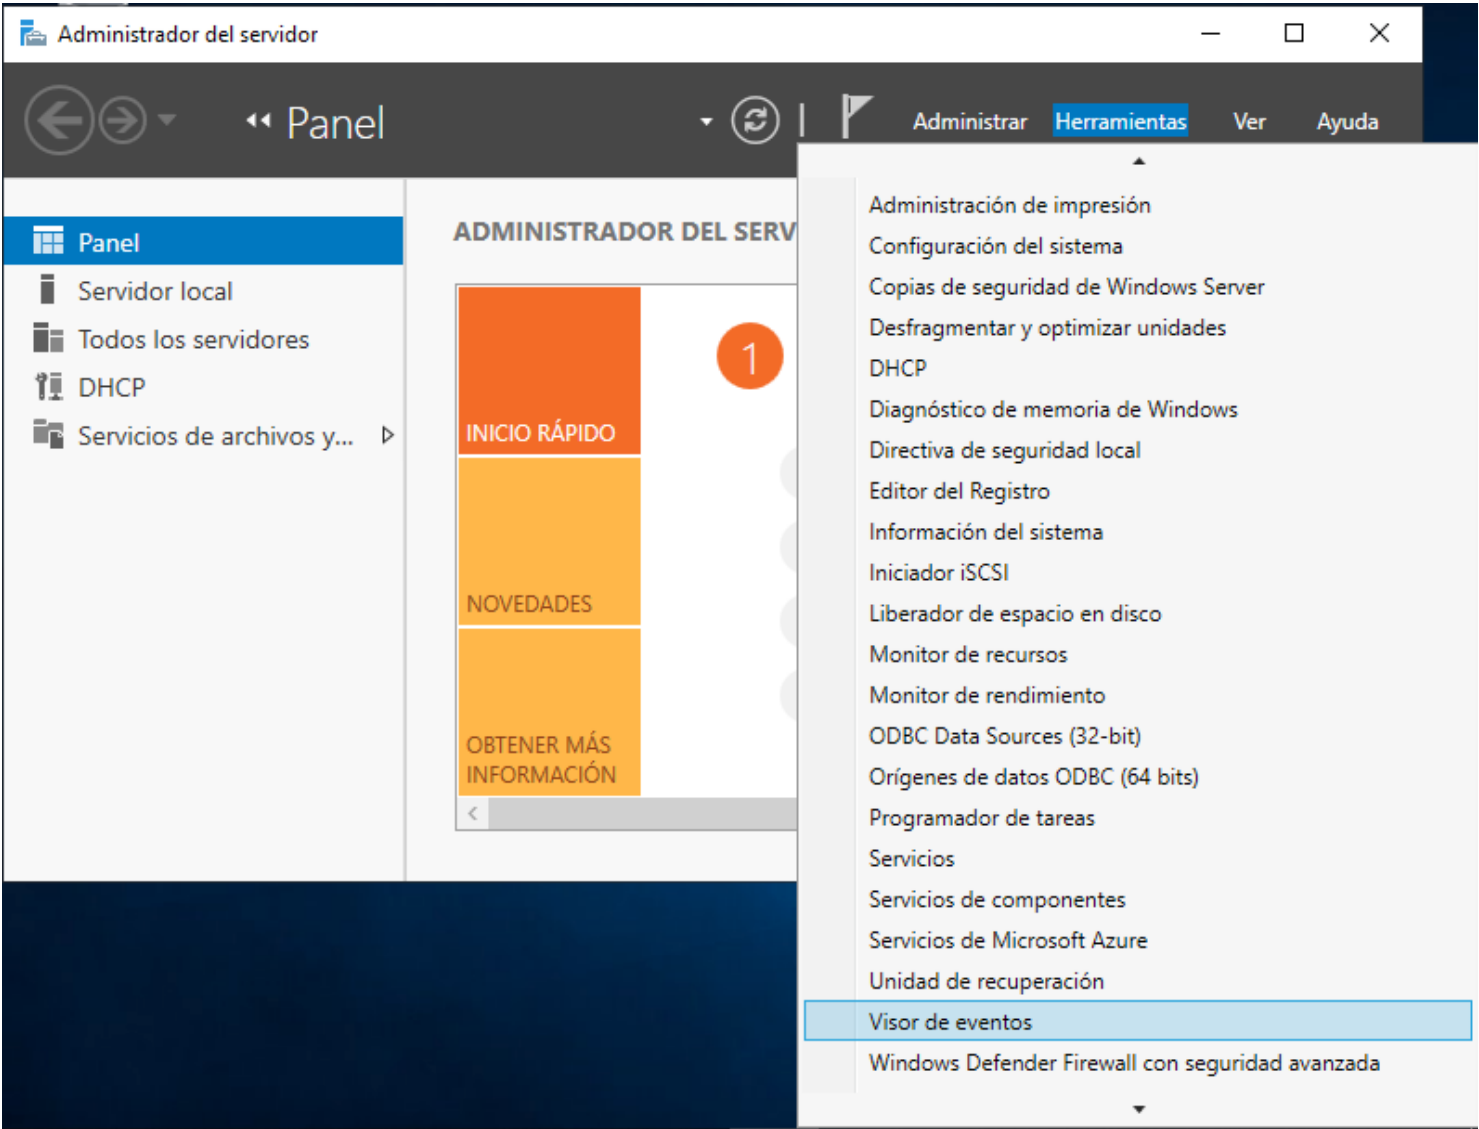 Administrador del servidor
Panel
Administrar Herramientas Ver Ayuda
Panel
Servidor local
Todos los servidores
DHCP
Servicios de archivos y...
ADMINISTRADOR DEL SERV
1
INICIO RÁPIDO
NOVEDADES
OBTENER MÁS
INFORMACIÓN
Administración de impresión
Configuración del sistema
Copias de seguridad de Windows Server
Desfragmentar y optimizar unidades
DHCP
Diagnóstico de memoria de Windows
Directiva de seguridad local
Editor del Registro
Información del sistema
Iniciador iSCSI
Liberador de espacio en disco
Monitor de recursos
Monitor de rendimiento
ODBC Data Sources (32-bit)
Orígenes de datos ODBC (64 bits)
Programador de tareas
Servicios
Servicios de componentes
Servicios de Microsoft Azure
Unidad de recuperación
Visor de eventos
Windows Defender Firewall con seguridad avanzada